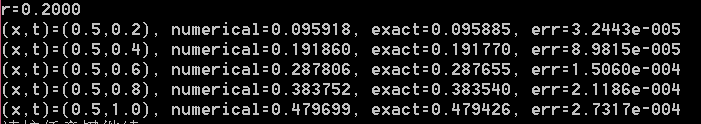 r=0.2000
(x,t)=(0.5,0.2), numerical=0.095918, exact=0.095885, err=3.2443e-005
(x,t)=(0.5,0.4), numerical=0.191860, exact=0.191770, err=8.9815e-005
(x,t)=(0.5,0.6), numerical=0.287806, exact=0.287655, err=1.5060e-004
(x,t)=(0.5,0.8), numerical=0.383752, exact=0.383540, err=2.1186e-004
(x,t)=(0.5,1.0), numerical=0.479699, exact=0.479426, err=2.7317e-004